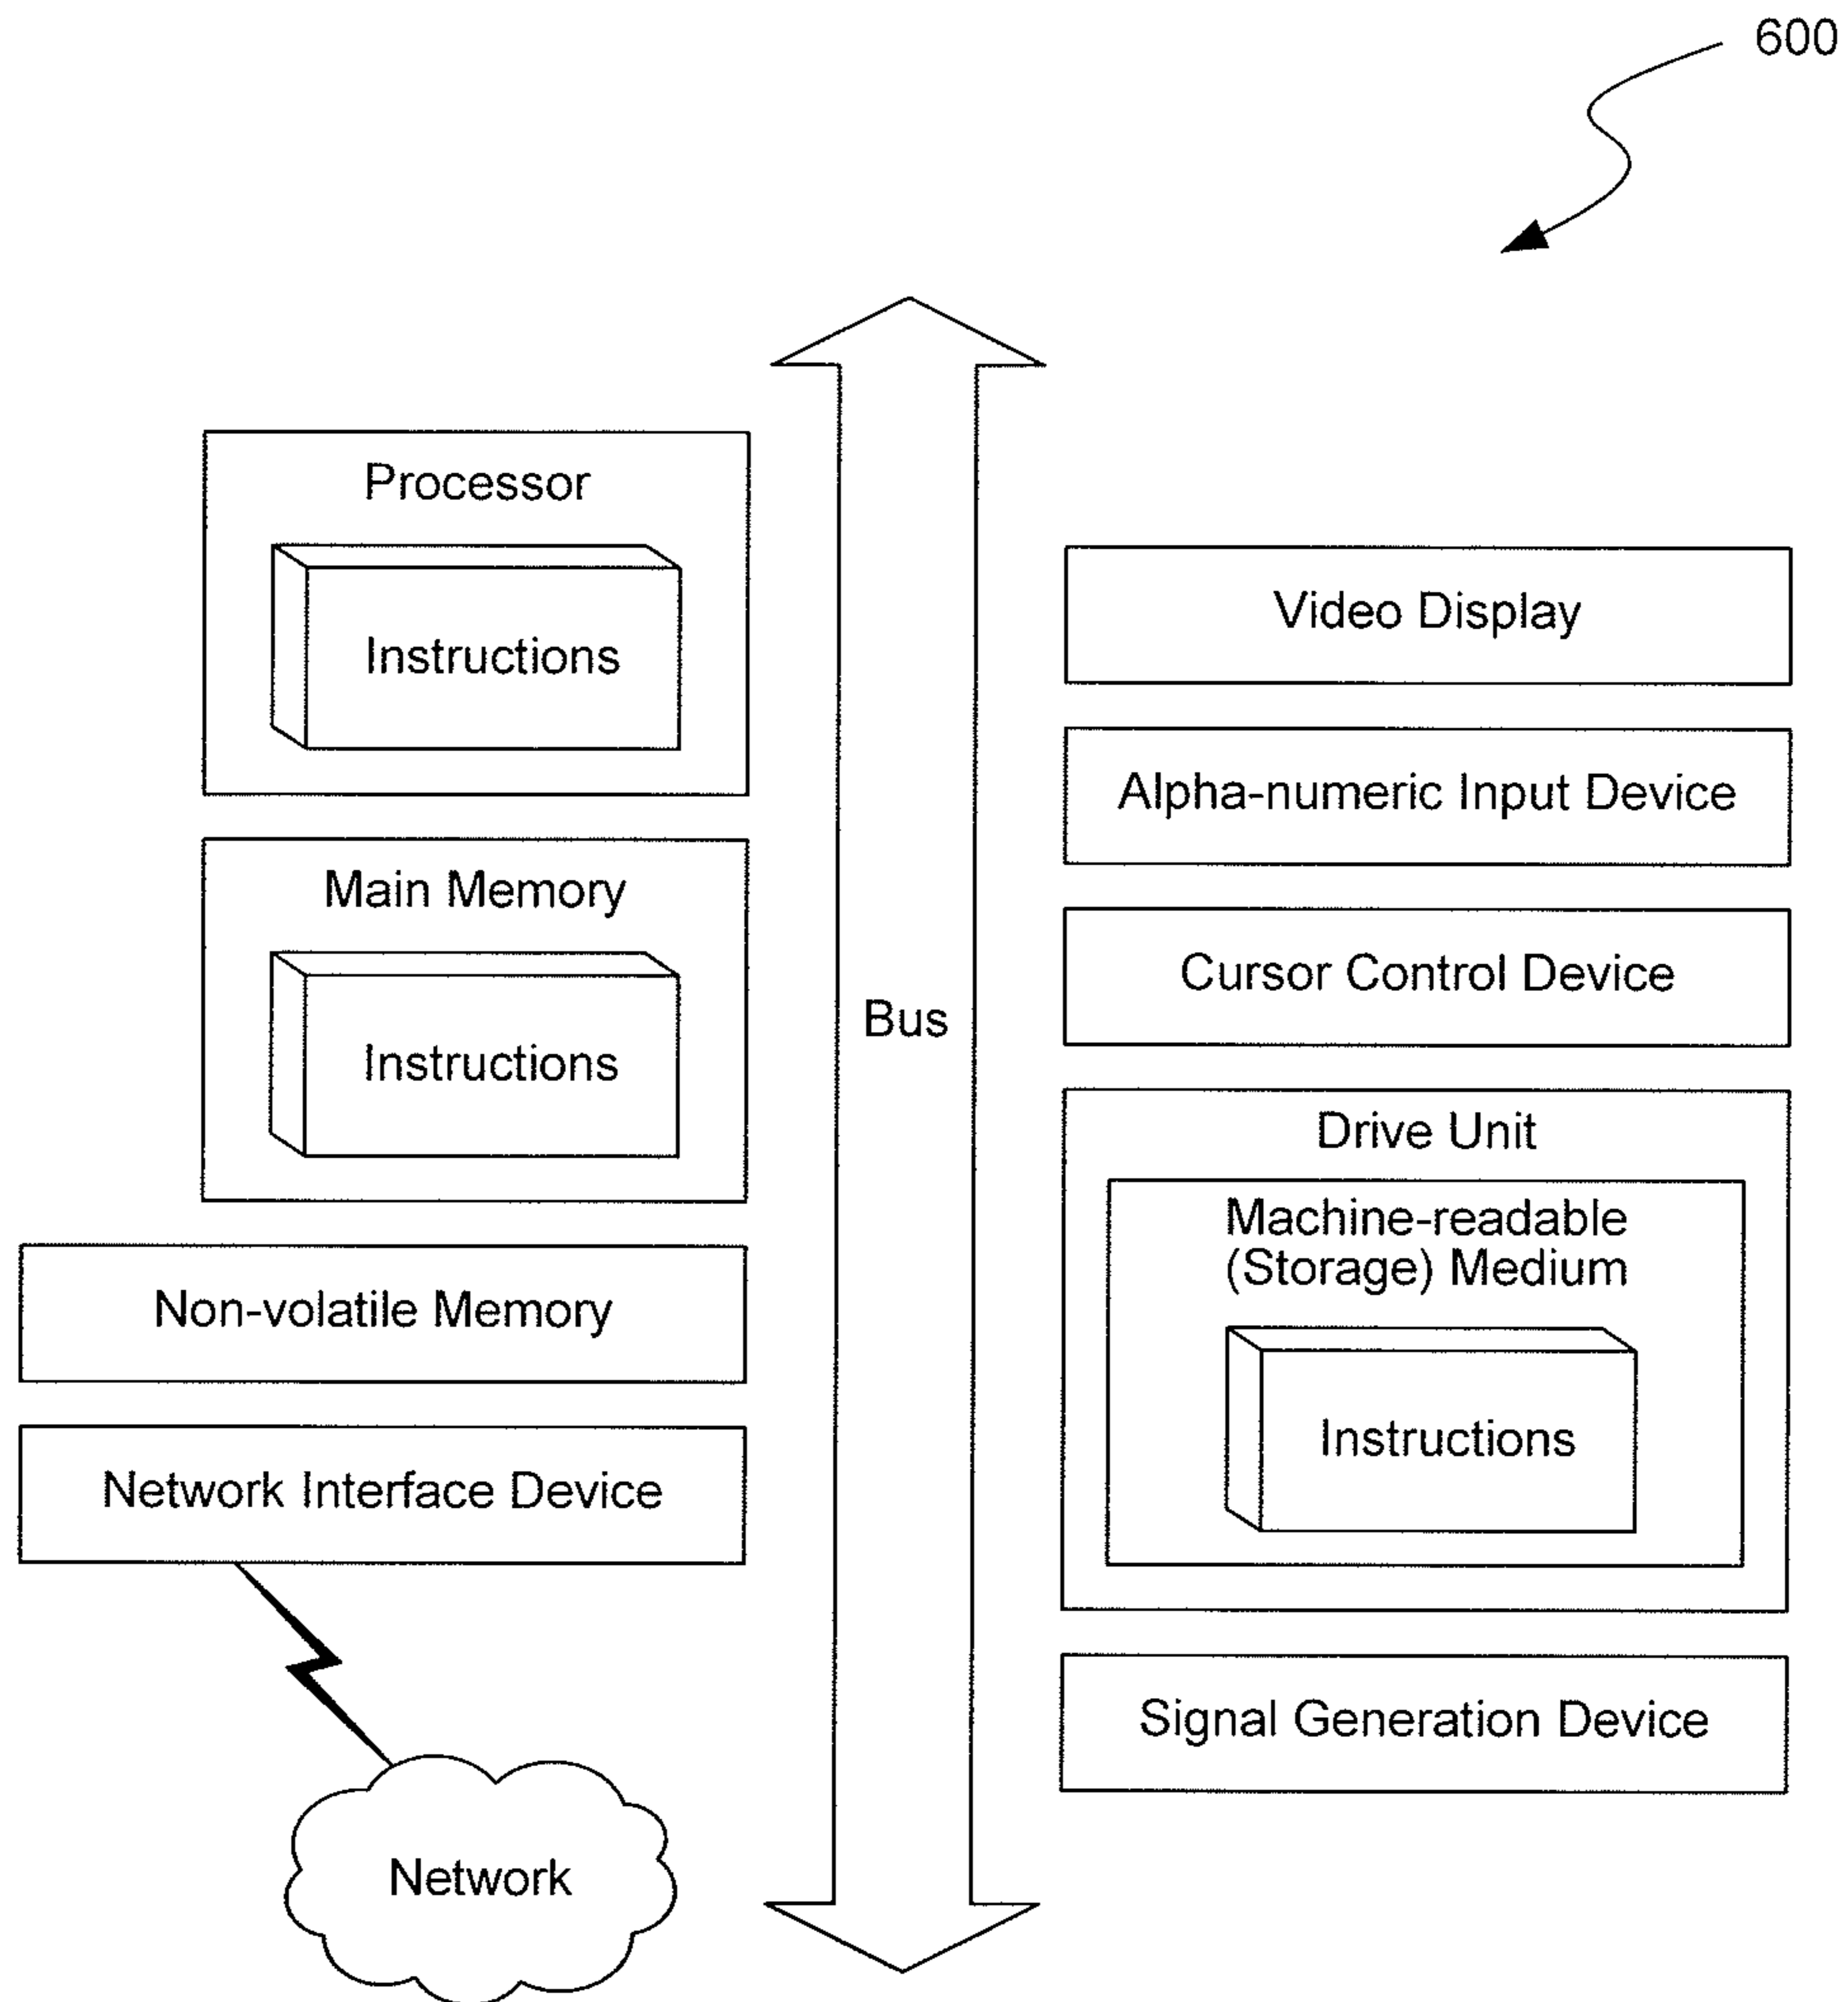 600
Processor
Instructions
Main Memory
Instructions
Non-volatile Memory
Network Interface Device
Network
Bus
Video Display
Alpha-numeric Input Device
Cursor Control Device
Drive Unit
Machine-readable
(Storage) Medium
Instructions
Signal Generation Device